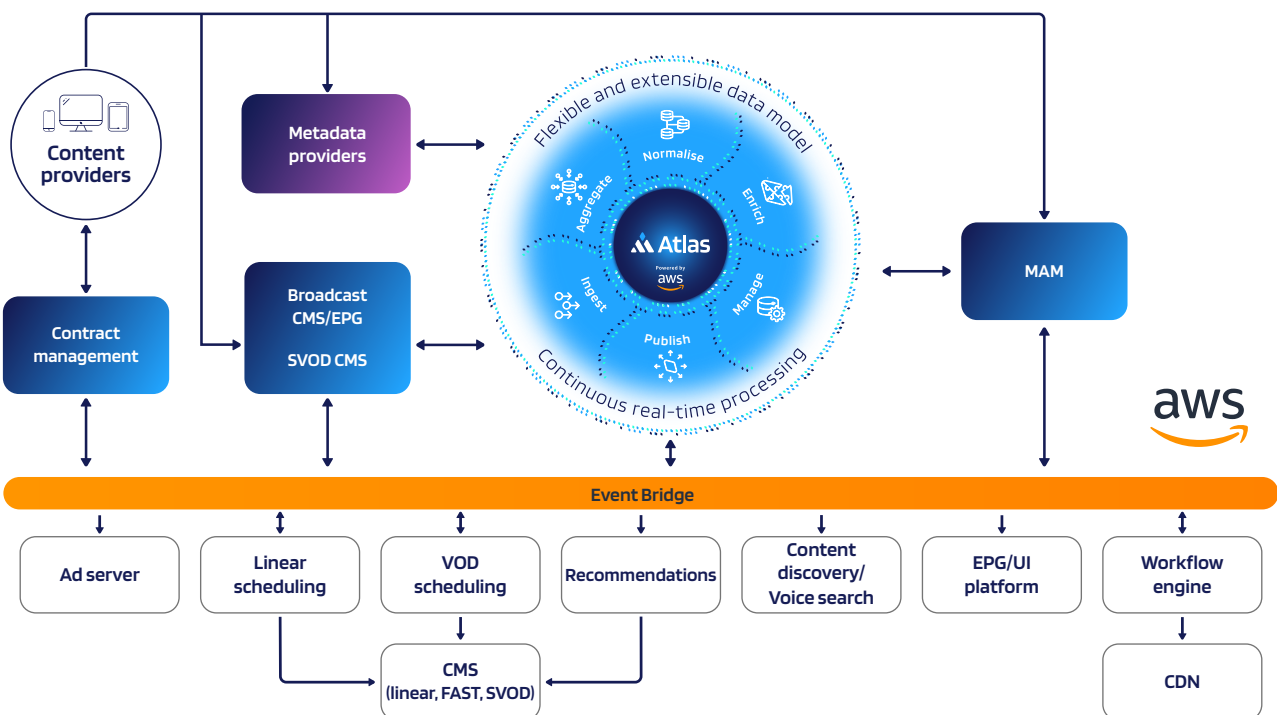 Content
providers
Metadata
providers
Broadcast
CMS/EPG
SVOD CMS
Contract
management
Flexible and extensible data model
Normalise
Enrich
Manage
Publish
Ingest
Aggregate
Atlas
Powered by
aws
Continuous real-time processing
MAM
aws
Event Bridge
Ad server
Linear
scheduling
VOD
scheduling
Recommendations
Content
discovery/
Voice search
EPG/UI
platform
Workflow
engine
CMS
(linear, FAST, SVOD)
CDN